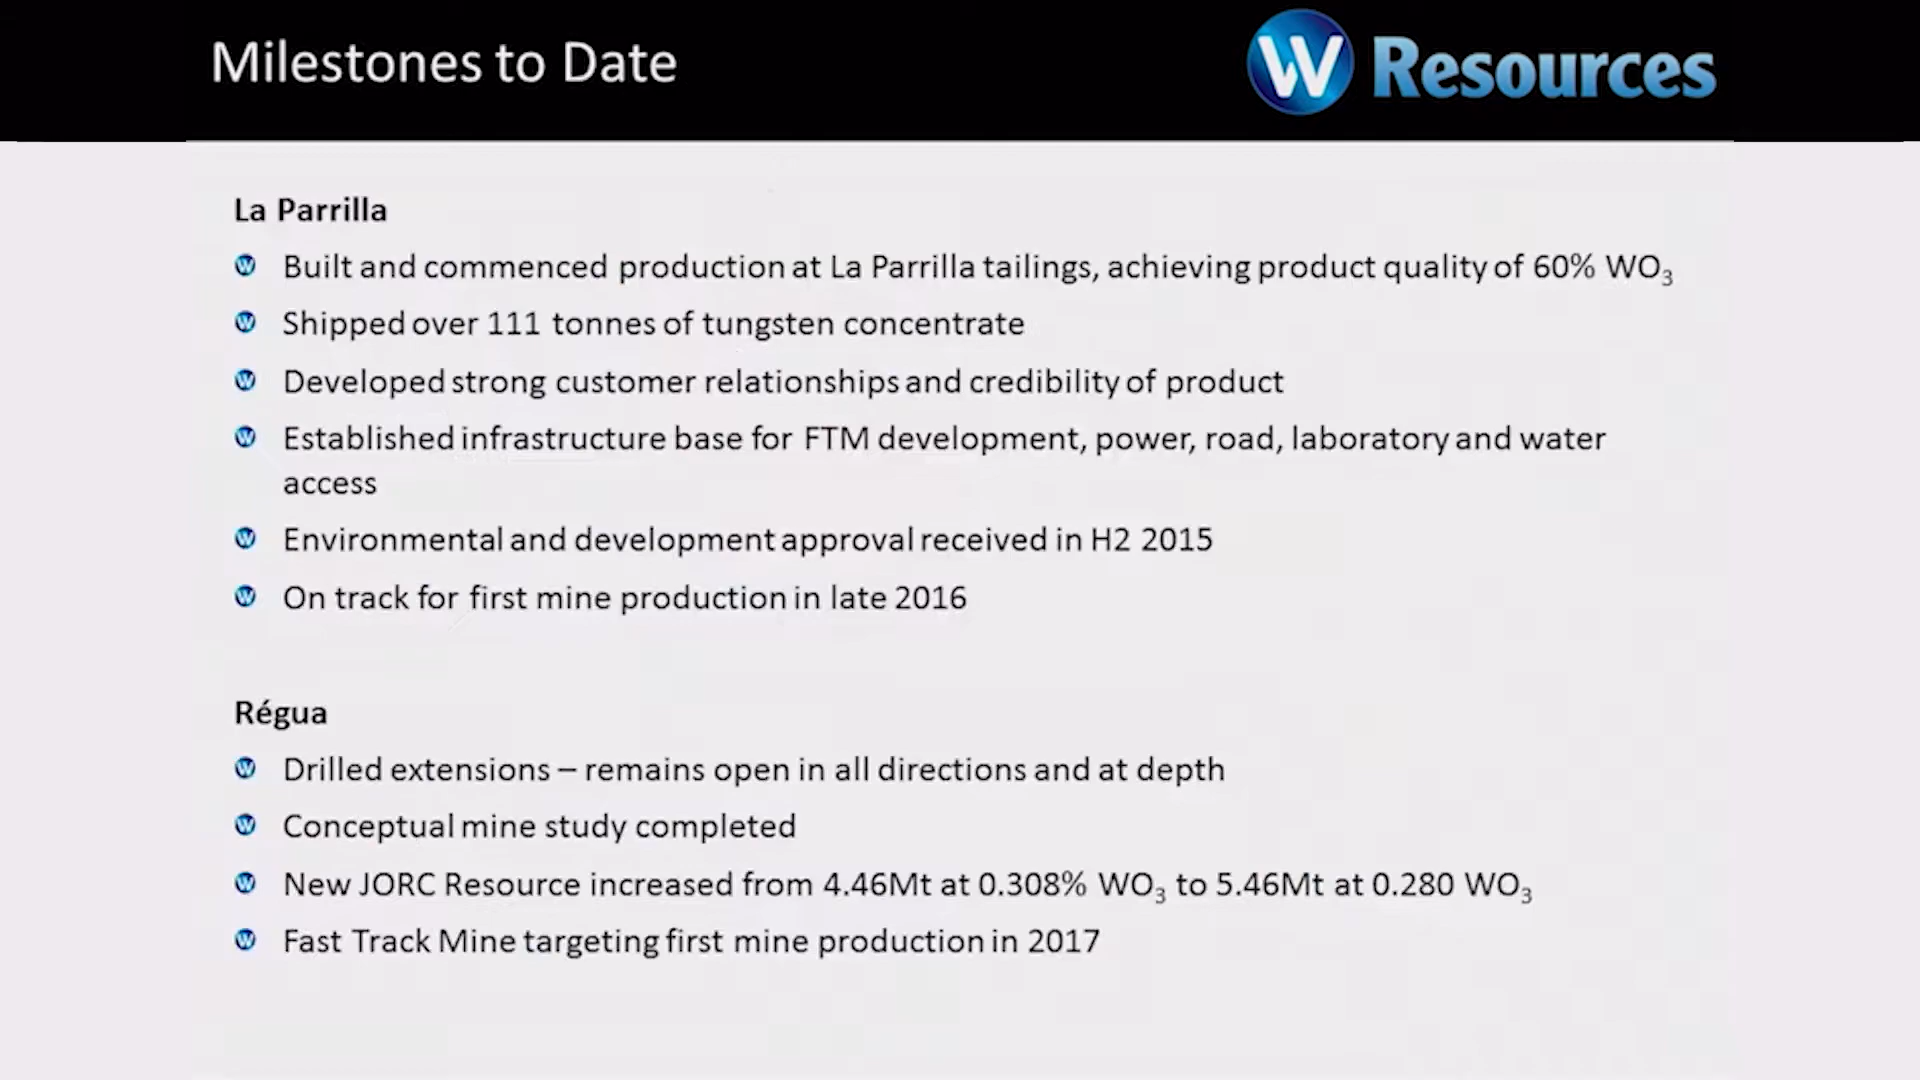 Milestones to Date
W Resources
La Parrilla
Built and commenced production at La Parrilla tailings, achieving product quality of 60% WO₃
Shipped over 111 tonnes of tungsten concentrate
Developed strong customer relationships and credibility of product
Established infrastructure base for FTM development, power, road, laboratory and water
access
Environmental and development approval received in H2 2015
On track for first mine production in late 2016
Régua
Drilled extensions – remains open in all directions and at depth
Conceptual mine study completed
New JORC Resource increased from 4.46Mt at 0.308% WO₃ to 5.46Mt at 0.280 WO₃
Fast Track Mine targeting first mine production in 2017